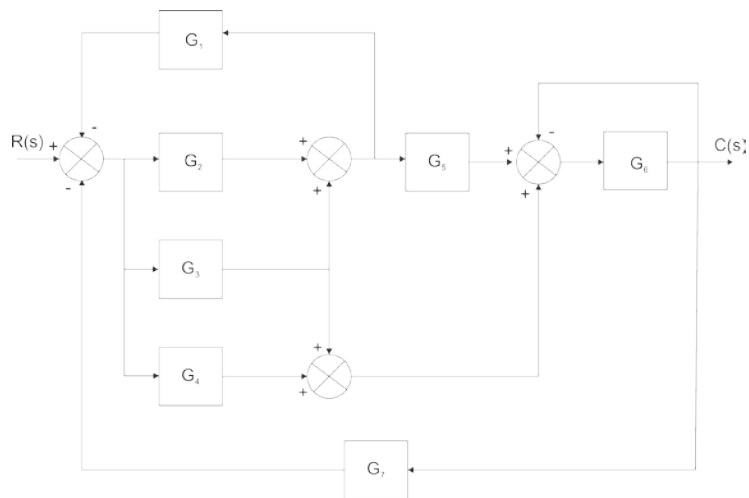 G₁
-
R(s)
+
-
G₂
+
+
G₅
+
-
+
G₆
C(s)
G₃
G₄
+
+
G₇